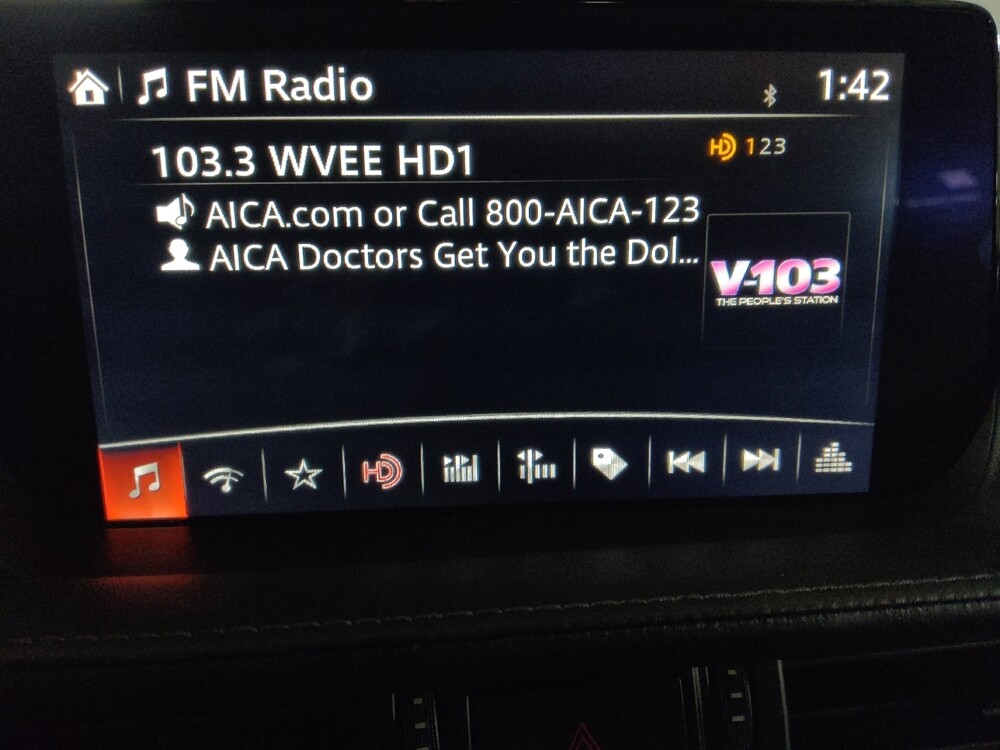 FM Radio
1:42
103.3 WVEE HD1
HD 123
AICA.com or Call 800-AICA-123
AICA Doctors Get You the Dol...
V-103
THE PEOPLE'S STATION
HD